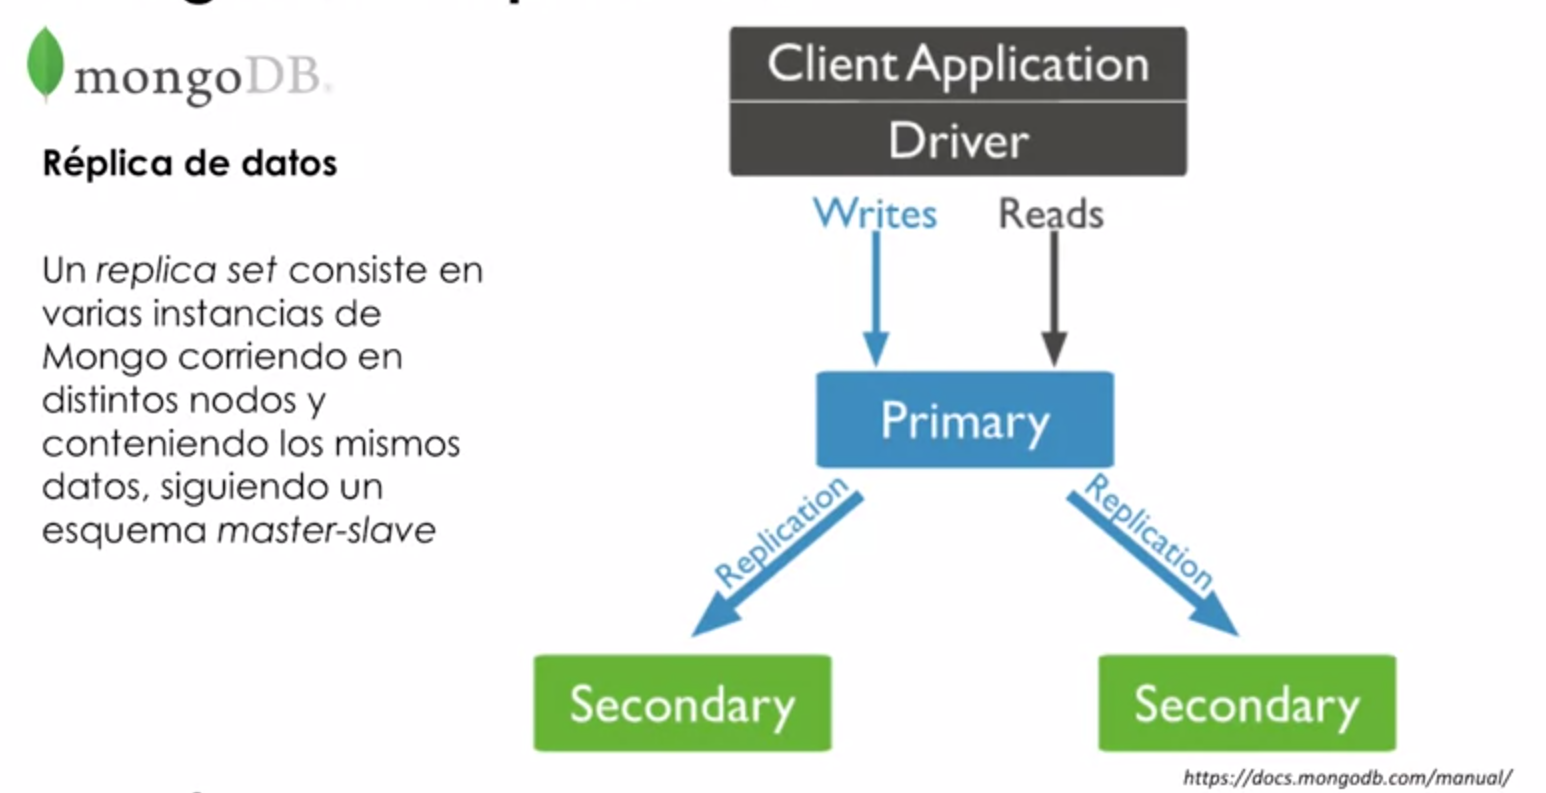 mongoDB.
Réplica de datos
Un replica set consiste en
varias instancias de
Mongo corriendo en
distintos nodos y
conteniendo los mismos
datos, siguiendo un
esquema master-slave
Client Application
Driver
Writes
Reads
Primary
Replication
Replication
Secondary
Secondary
https://docs.mongodb.com/manual/